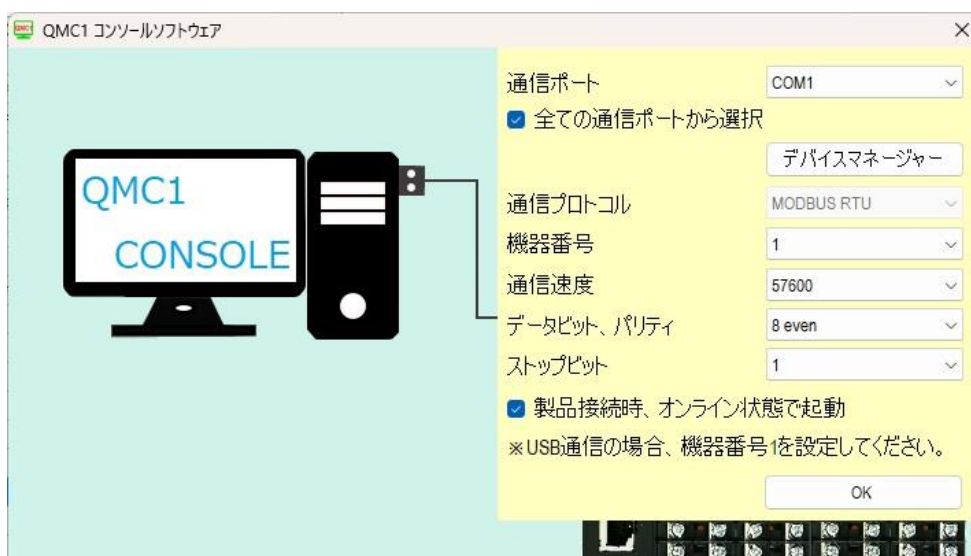 QMC1 コンソールソフトウェア
QMC1
CONSOLE
通信ポート COM1
全ての通信ポートから選択
デバイスマネージャー
通信プロトコル MODBUS RTU
機器番号 1
通信速度 57600
データビット、パリティ 8 even
ストップビット 1
製品接続時、オンライン状態で起動
※USB通信の場合、機器番号1を設定してください。
OK